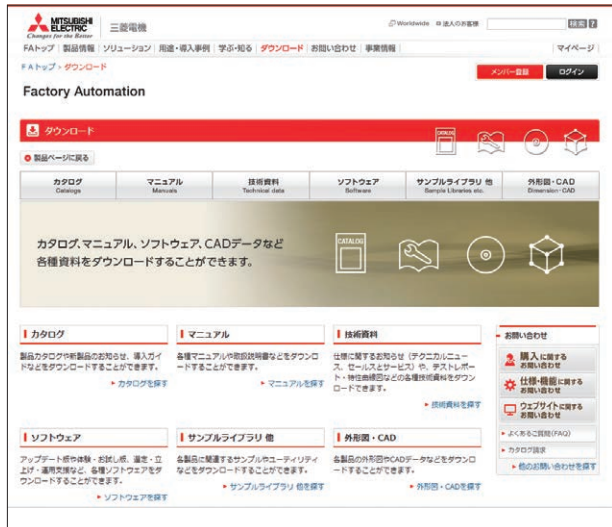 MITSUBISHI
ELECTRIC
Changes for the Better
三菱電機
Worldwide 法人のお客様 検索 ?
FAトップ 製品情報 ソリューション 用途・導入事例 学ぶ・知る ダウンロード お問い合わせ 事業情報 マイページ
FAトップ > ダウンロード
メンバー登録 ログイン
Factory Automation
ダウンロード
CATALOG
製品ページに戻る
カタログ マニュアル 技術資料 ソフトウェア サンプルライブラリ 他 外形図・CAD
Catalogs Manuals Technical data Software Sample Libraries etc. Dimension・CAD
カタログ、マニュアル、ソフトウェア、CADデータなど
各種資料をダウンロードすることができます。
CATALOG
カタログ
製品カタログや新製品のお知らせ、導入ガイ
ドなどをダウンロードすることができます。
カタログを探す
マニュアル
各種マニュアルや取扱説明書などをダウンロ
ードすることができます。
マニュアルを探す
技術資料
仕様に関するお知らせ（テクニカルニュー
ス、セールスとサービス）や、テストレポー
ト・特性曲線図などの各種技術資料をダウン
ロードできます。
技術資料を探す
ソフトウェア
アップデート版や体験・お試し版、選定・立
上げ・運用支援など、各種ソフトウェアをダ
ウンロードすることができます。
ソフトウェアを探す
サンプルライブラリ 他
各製品に関連するサンプルやユーティリティ
などをダウンロードすることができます。
サンプルライブラリ 他を探す
外形図・CAD
各製品の外形図やCADデータなどをダウンロ
ードすることができます。
外形図・CADを探す
お問い合わせ
購入に関する
お問い合わせ
仕様・機能に関する
お問い合わせ
ウェブサイトに関する
お問い合わせ
よくあるご質問(FAQ)
カタログ請求
他のお問い合わせを探す